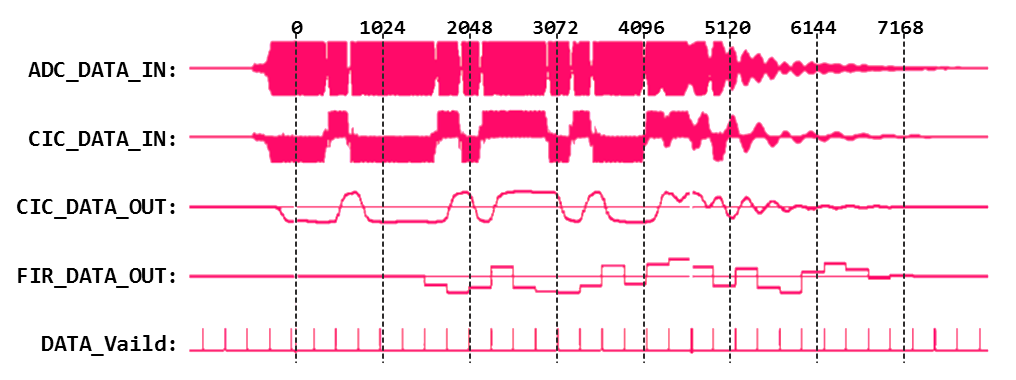 0 1024 2048 3072 4096 5120 6144 7168
ADC_DATA_IN:
CIC_DATA_IN:
CIC_DATA_OUT:
FIR_DATA_OUT:
DATA_Vaild: